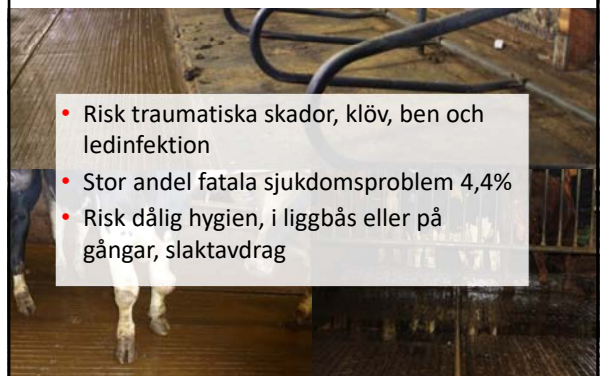 • Risk traumatiska skador, klöv, ben och
ledinfektion
• Stor andel fatala sjukdomsproblem 4,4%
• Risk dålig hygien, i liggbås eller på
gångar, slaktavdrag